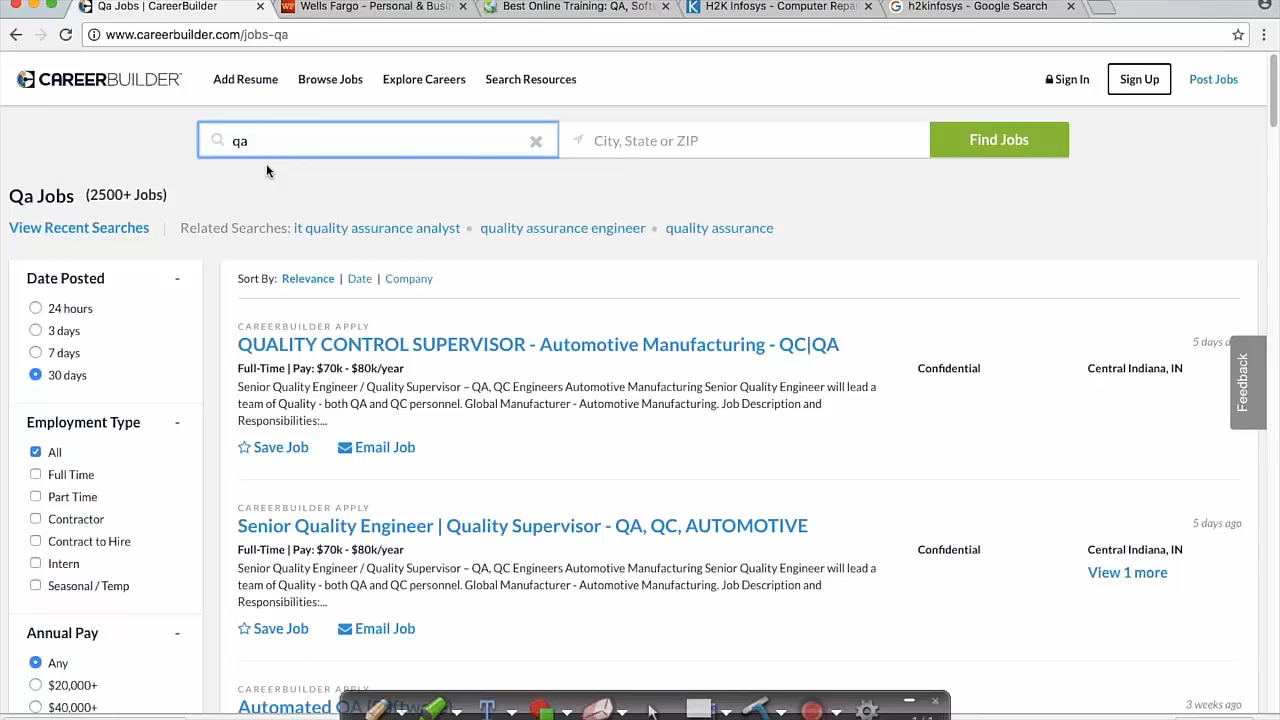 Qa Jobs | CareerBuilder
Wells Fargo - Personal & Busin
Best Online Training: QA, Softw
H2K Infosys - Computer Repai
h2kinfosys - Google Search
www.careerbuilder.com/jobs-qa
CAREERBUILDER
Add Resume
Browse Jobs
Explore Careers
Search Resources
Sign In
Sign Up
Post Jobs
qa
City, State or ZIP
Find Jobs
Qa Jobs (2500+ Jobs)
View Recent Searches
Related Searches: it quality assurance analyst • quality assurance engineer • quality assurance
Date Posted -
24 hours
3 days
7 days
30 days
Employment Type -
All
Full Time
Part Time
Contractor
Contract to Hire
Intern
Seasonal / Temp
Annual Pay -
Any
$20,000+
$40,000+
Sort By: Relevance | Date | Company
CAREERBUILDER APPLY
QUALITY CONTROL SUPERVISOR - Automotive Manufacturing - QC|QA
5 days a
Full-Time | Pay: $70k - $80k/year
Confidential
Central Indiana, IN
Senior Quality Engineer / Quality Supervisor – QA, QC Engineers Automotive Manufacturing Senior Quality Engineer will lead a
team of Quality - both QA and QC personnel. Global Manufacturer - Automotive Manufacturing. Job Description and
Responsibilities:...
Save Job
Email Job
Feedback
CAREERBUILDER APPLY
Senior Quality Engineer | Quality Supervisor - QA, QC, AUTOMOTIVE
5 days ago
Full-Time | Pay: $70k - $80k/year
Confidential
Central Indiana, IN
View 1 more
Senior Quality Engineer / Quality Supervisor – QA, QC Engineers Automotive Manufacturing Senior Quality Engineer will lead a
team of Quality - both QA and QC personnel. Global Manufacturer - Automotive Manufacturing. Job Description and
Responsibilities:...
Save Job
Email Job
CAREERBUILDER APPLY
Automated QA
3 weeks ago